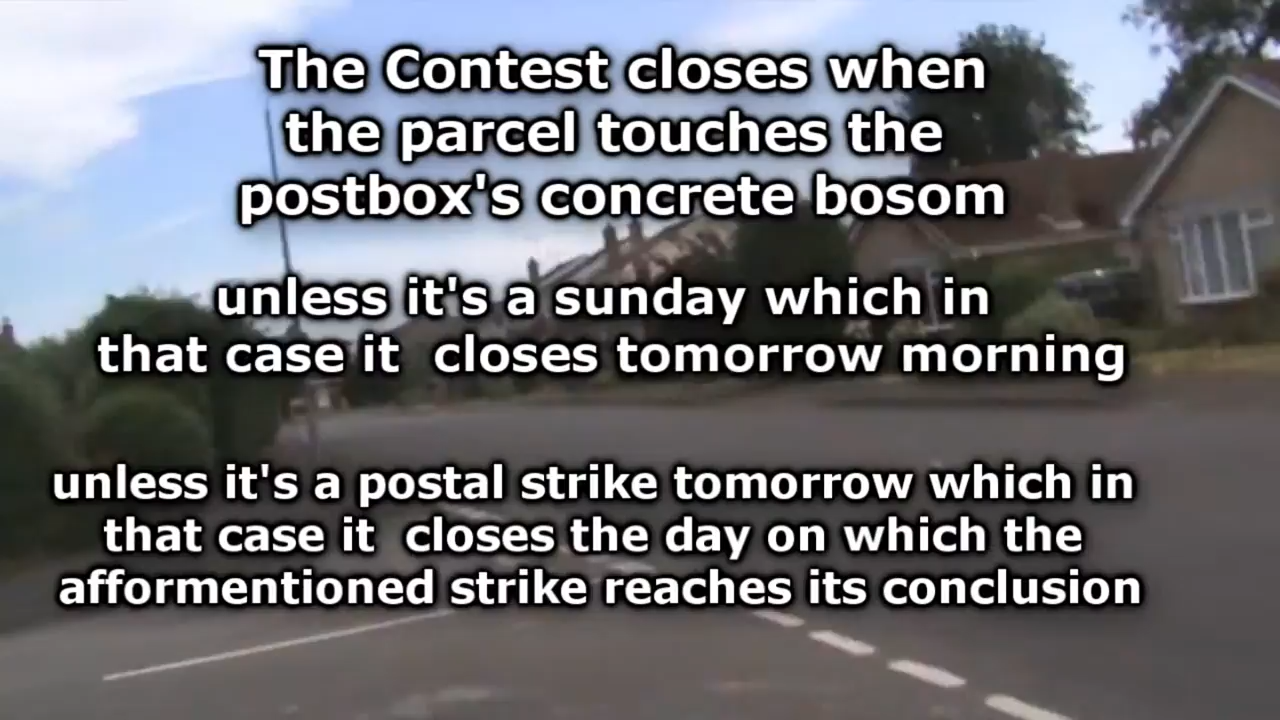 The Contest closes when
the parcel touches the
postbox's concrete bosom
unless it's a sunday which in
that case it  closes tomorrow morning
unless it's a postal strike tomorrow which in
that case it  closes the day on which the
afformentioned strike reaches its conclusion